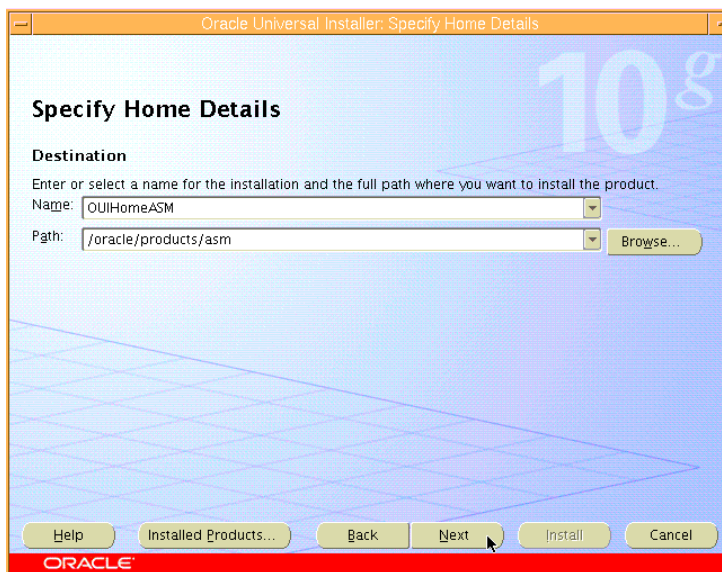 Oracle Universal Installer: Specify Home Details
10g
Specify Home Details
Destination
Enter or select a name for the installation and the full path where you want to install the product.
Name: OUIHomeASM
Path: /oracle/products/asm Browse...
Help Installed Products... Back Next Install Cancel
ORACLE